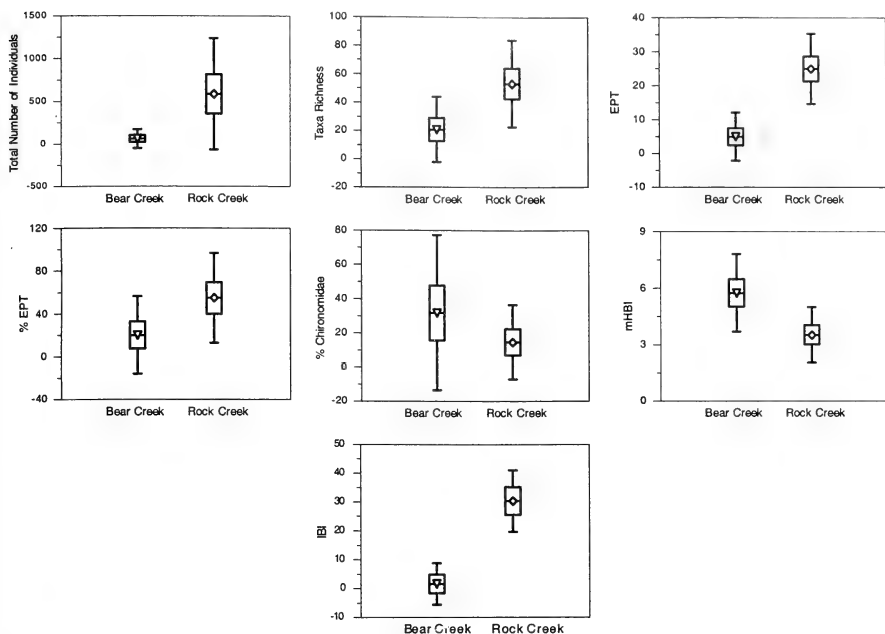 Total Number of Individuals
1500
1000
500
0
-500
Bear Creek Rock Creek
Taxa Richness
100
80
60
40
20
0
-20
Bear Creek Rock Creek
EPT
40
30
20
10
0
-10
Bear Creek Rock Creek
% EPT
120
80
40
0
-40
Bear Creek Rock Creek
% Chironomidae
80
60
40
20
0
-20
Bear Creek Rock Creek
mHBI
9
6
3
0
Bear Creek Rock Creek
IBI
50
40
30
20
10
0
-10
Bear Creek Rock Creek